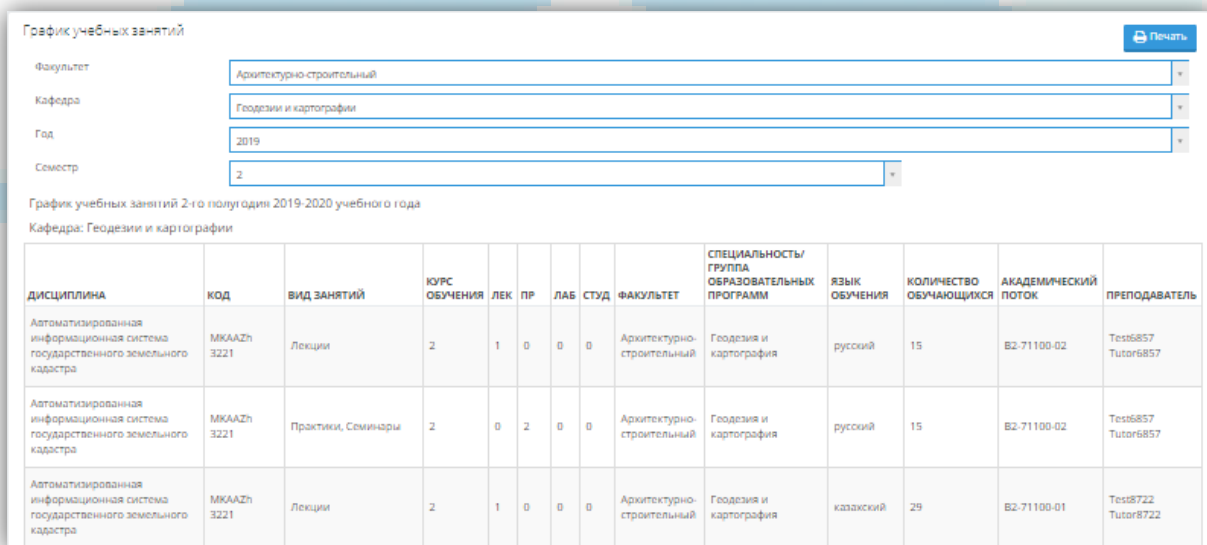 График учебных занятий
Печать
Факультет
Архитектурно-строительный
Кафедра
Геодезии и картографии
Год
2019
Семестр
2
График учебных занятий 2-го полугодия 2019-2020 учебного года
Кафедра: Геодезии и картографии
ДИСЦИПЛИНА КОД ВИД ЗАНЯТИЙ КУРС ОБУЧЕНИЯ ЛЕК ПР ЛАБ СТУД ФАКУЛЬТЕТ СПЕЦИАЛЬНОСТЬ/ ГРУППА ОБРАЗОВАТЕЛЬНЫХ ПРОГРАММ ЯЗЫК ОБУЧЕНИЯ КОЛИЧЕСТВО ОБУЧАЮЩИХСЯ АКАДЕМИЧЕСКИЙ ПОТОК ПРЕПОДАВАТЕЛЬ
Автоматизированная информационная система государственного земельного кадастра MKAAZh 3221 Лекции 2 1 0 0 0 Архитектурно-строительный Геодезия и картография русский 15 B2-71100-02 Test6857 Tutor6857
Автоматизированная информационная система государственного земельного кадастра MKAAZh 3221 Практики, Семинары 2 0 2 0 0 Архитектурно-строительный Геодезия и картография русский 15 B2-71100-02 Test6857 Tutor6857
Автоматизированная информационная система государственного земельного кадастра MKAAZh 3221 Лекции 2 1 0 0 0 Архитектурно-строительный Геодезия и картография казахский 29 B2-71100-01 Test8722 Tutor8722